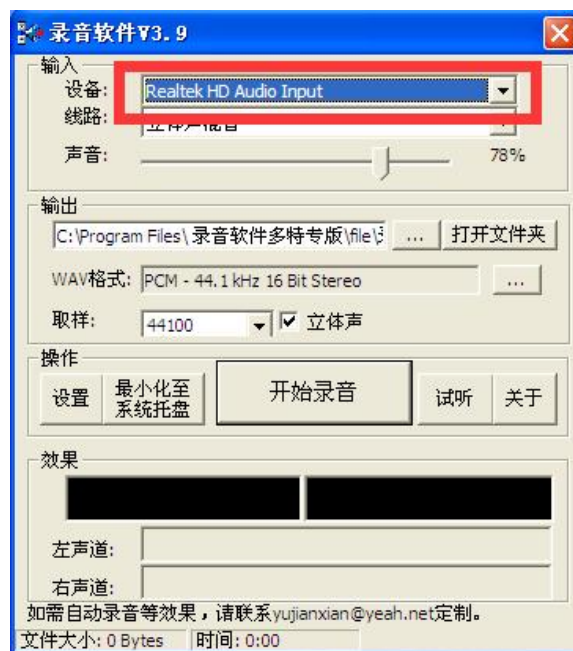 录音软件V3.9
输入
设备: Realtek HD Audio Input
线路: 立体声混音
声音: 78%
输出
C:\Program Files\录音软件多特专版\file\ ... 打开文件夹
WAV格式: PCM - 44.1 kHz 16 Bit Stereo ...
取样: 44100 立体声
操作
设置 最小化至 开始录音 试听 关于
系统托盘
效果
左声道:
右声道:
如需自动录音等效果，请联系yujianxian@yeah.net定制。
文件大小: 0 Bytes 时间: 0:00